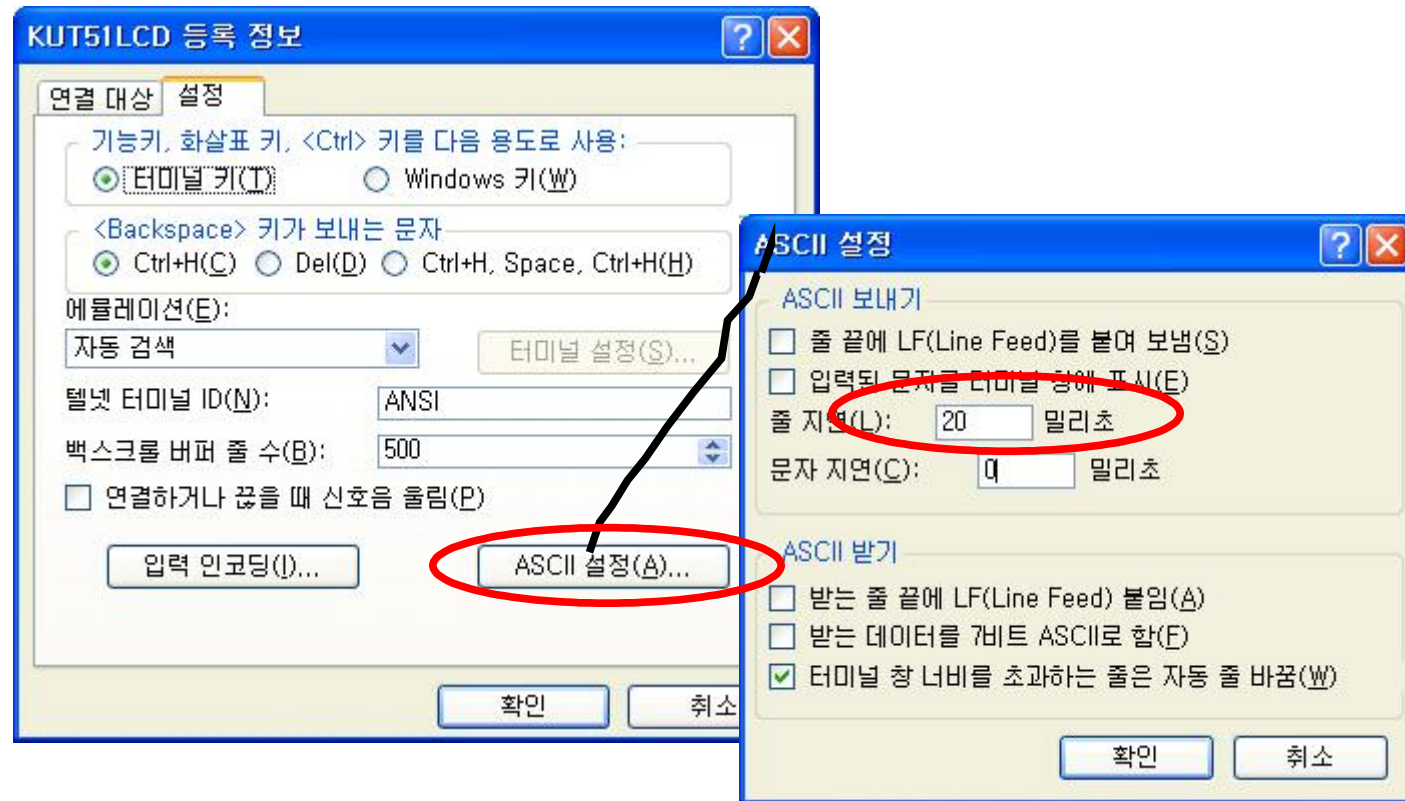 KUT51LCD 등록 정보
연결 대상 설정
기능키, 화살표 키, <Ctrl> 키를 다음 용도로 사용:
터미널 키(T) Windows 키(W)
<Backspace> 키가 보내는 문자
Ctrl+H(C) Del(D) Ctrl+H, Space, Ctrl+H(H)
에뮬레이션(E):
자동 검색 터미널 설정(S)...
텔넷 터미널 ID(N): ANSI
백스크롤 버퍼 줄 수(B): 500
연결하거나 끊을 때 신호음 울림(P)
입력 인코딩(I)... ASCII 설정(A)...
확인 취소
ASCII 설정
ASCII 보내기
줄 끝에 LF(Line Feed)를 붙여 보냄(S)
입력된 문자를 터미널 창에 표시(E)
줄 지연(L): 20 밀리초
문자 지연(C): 0 밀리초
ASCII 받기
받는 줄 끝에 LF(Line Feed) 붙임(A)
받는 데이터를 7비트 ASCII로 함(F)
터미널 창 너비를 초과하는 줄은 자동 줄 바꿈(W)
확인 취소